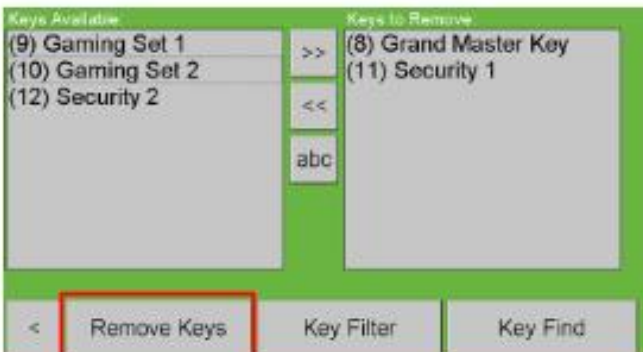 Keys Available
(9) Gaming Set 1
(10) Gaming Set 2
(12) Security 2
>>
<<
abc
Keys to Remove
(8) Grand Master Key
(11) Security 1
<
Remove Keys
Key Filter
Key Find